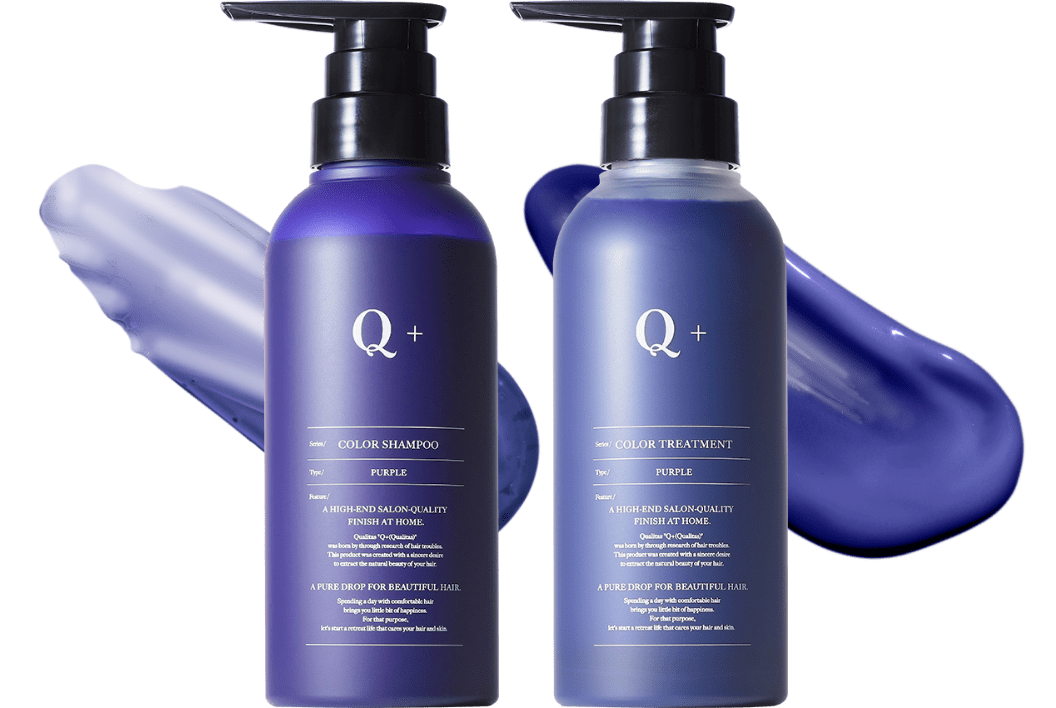 Q+
Series/ COLOR SHAMPOO
Type/ PURPLE
Feature/
A HIGH-END SALON-QUALITY
FINISH AT HOME.
Qualitas "Q+(Qualitas)"
was born by through research of hair troubles.
This product was created with a sincere desire
to extract the natural beauty of your hair.
A PURE DROP FOR BEAUTIFUL HAIR.
Spending a day with comfortable hair
brings you little bit of happiness.
For that purpose,
let's start a retreat life that cares your hair and skin.
Q+
Series/ COLOR TREATMENT
Type/ PURPLE
Feature/
A HIGH-END SALON-QUALITY
FINISH AT HOME.
Qualitas "Q+(Qualitas)"
was born by through research of hair troubles.
This product was created with a sincere desire
to extract the natural beauty of your hair.
A PURE DROP FOR BEAUTIFUL HAIR.
Spending a day with comfortable hair
brings you little bit of happiness.
For that purpose,
let's start a retreat life that cares your hair and skin.